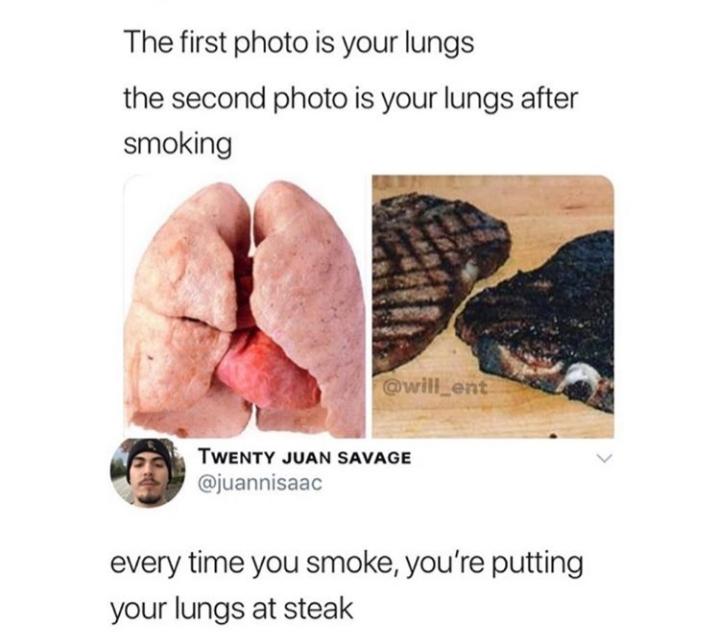 The first photo is your lungs
the second photo is your lungs after
smoking
@will_ent
TWENTY JUAN SAVAGE
@juannisaac
every time you smoke, you're putting
your lungs at steak